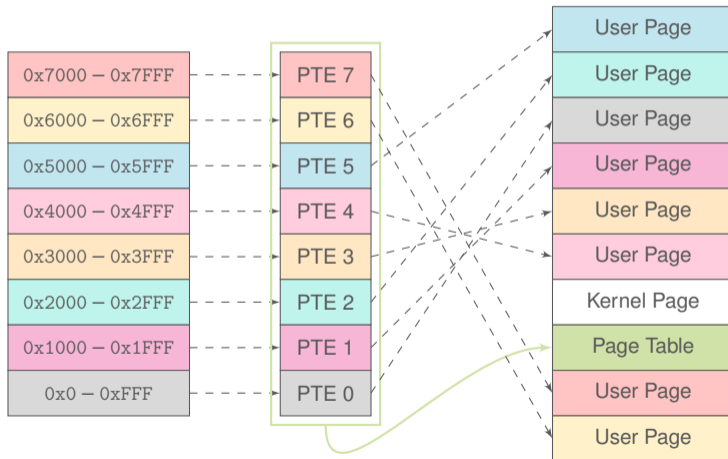 0x7000 – 0x7FFF
0x6000 – 0x6FFF
0x5000 – 0x5FFF
0x4000 – 0x4FFF
0x3000 – 0x3FFF
0x2000 – 0x2FFF
0x1000 – 0x1FFF
0x0 – 0xFFF
PTE 7
PTE 6
PTE 5
PTE 4
PTE 3
PTE 2
PTE 1
PTE 0
User Page
User Page
User Page
User Page
User Page
User Page
Kernel Page
Page Table
User Page
User Page